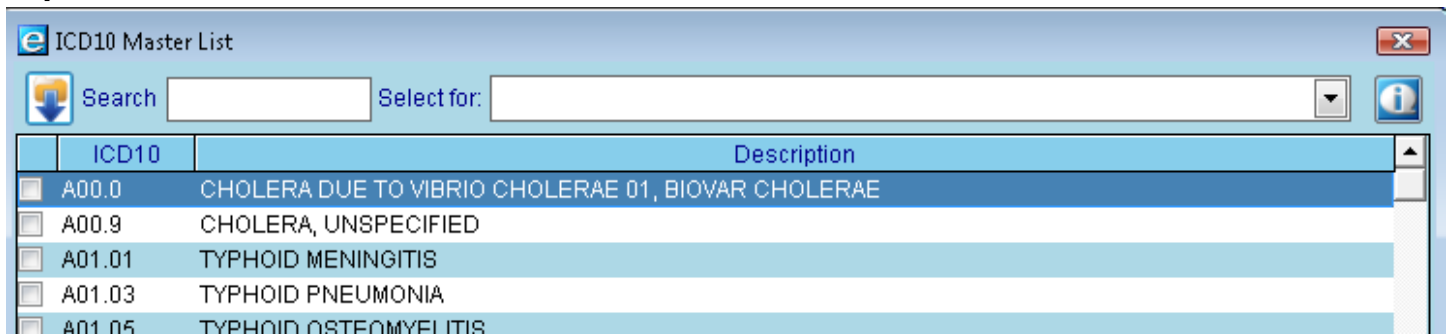 ICD10 Master List
Search Select for:
ICD10 Description
A00.0 CHOLERA DUE TO VIBRIO CHOLERAE 01, BIOVAR CHOLERAE
A00.9 CHOLERA, UNSPECIFIED
A01.01 TYPHOID MENINGITIS
A01.03 TYPHOID PNEUMONIA
A01.05 TYPHOID OSTEOMYELITIS